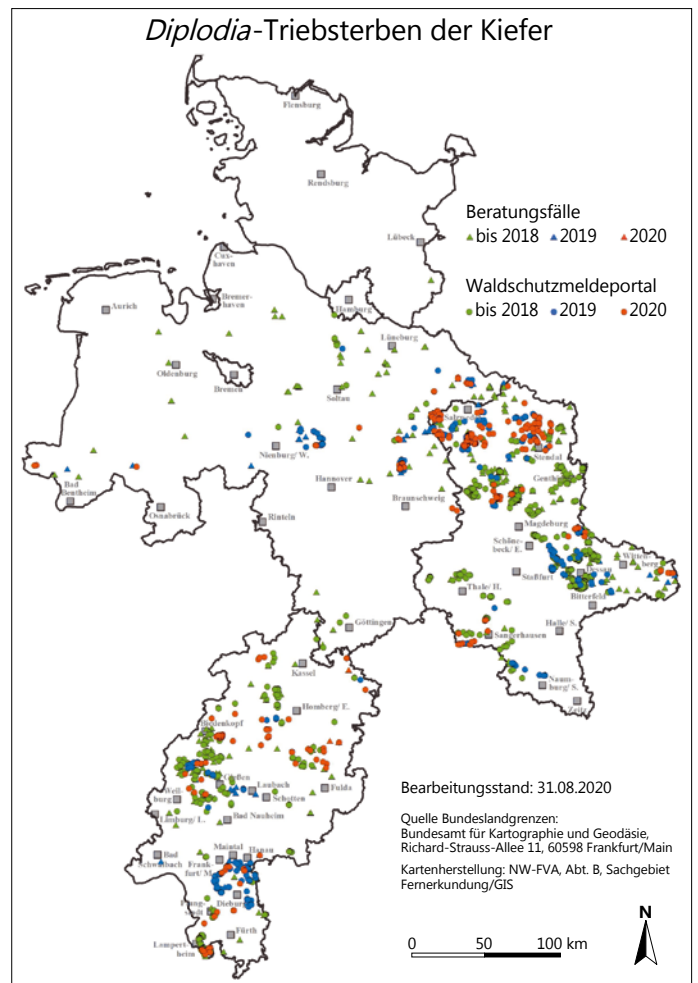 Diplodia-Triebsterben der Kiefer
Flensburg
Rendsburg
Beratungsfälle
bis 2018 2019 2020
Lübeck
Cux-
haven
Waldschutzmeldeportal
bis 2018 2019 2020
Bremer-
haven
Hamburg
Aurich
Lüneburg
Oldenburg
Bremen
Soltau
Salzwedel
Nienburg/ W.
Stendal
Genthin
Bad
Bentheim
Hannover
Braunschweig
Osnabrück
Rinteln
Magdeburg
Schöne-
beck/ E.
Witten-
berg
Staßfurt
Dessau
Thale/ H.
Bitterfeld
Göttingen
Sangerhausen
Halle/ S.
Kassel
Naum-
burg/ S.
Zeitz
Homberg/ E.
Biedenkopf
Gießen
Laubach
Weil-
burg
Schotten
Fulda
Limburg/ L.
Bad Nauheim
Bad
Schwalbach
Maintal
Frank-
furt/ M.
Hanau
Dieburg
Pfung-
stadt
Fürth
Lampert-
heim
Bearbeitungsstand: 31.08.2020
Quelle Bundeslandgrenzen:
Bundesamt für Kartographie und Geodäsie,
Richard-Strauss-Allee 11, 60598 Frankfurt/Main
Kartenherstellung: NW-FVA, Abt. B, Sachgebiet
Fernerkundung/GIS
N
0 50 100 km